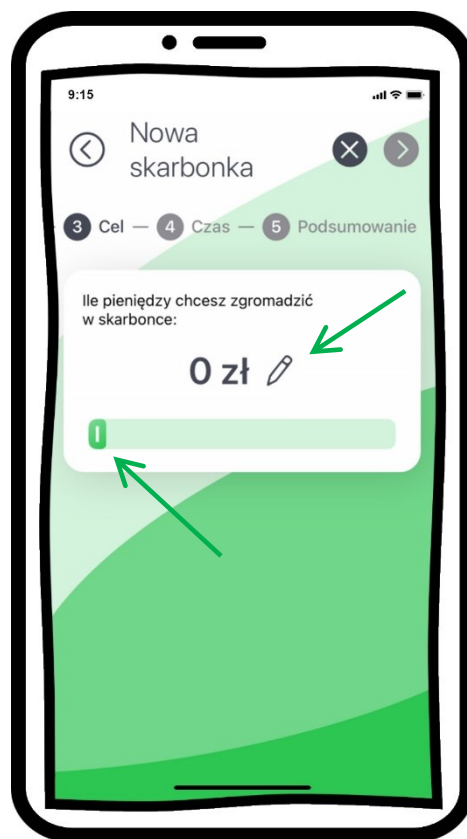 9:15
Nowa
skarbonka
3 Cel — 4 Czas — 5 Podsumowanie
Ile pieniędzy chcesz zgromadzić
w skarbonce:
0 zł